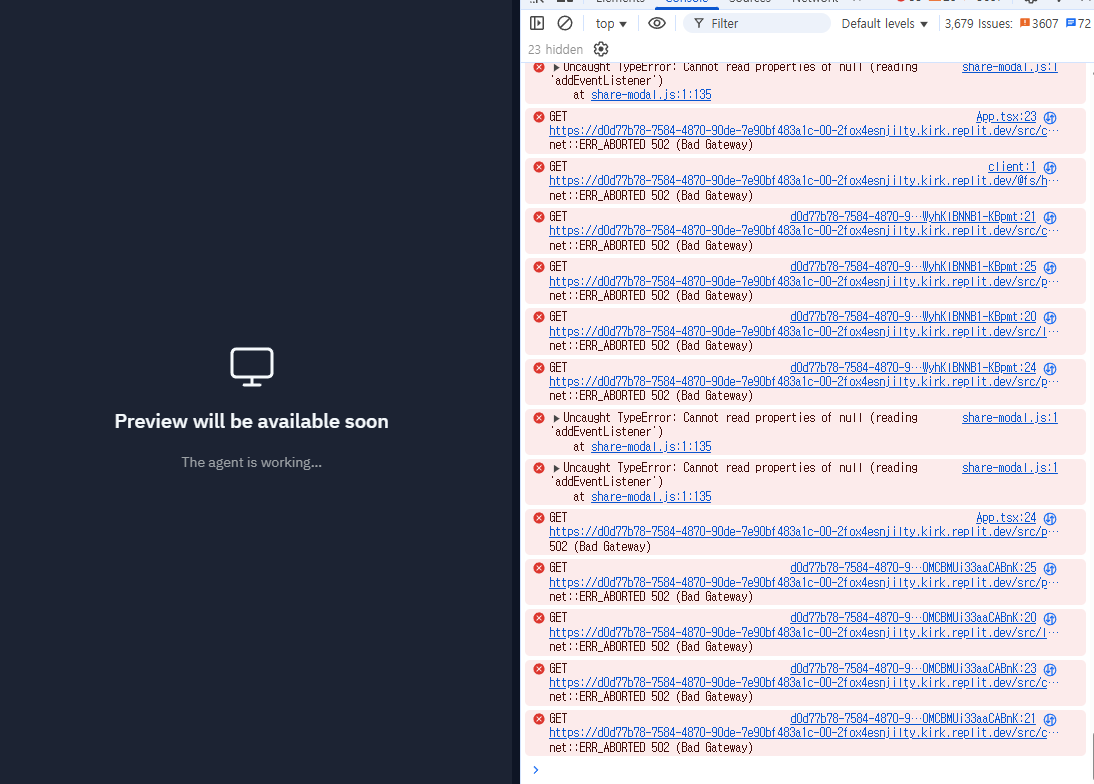 Preview will be available soon
The agent is working...
Console
top
Filter
Default levels
3,679 Issues:
3607
72
23 hidden
Uncaught TypeError: Cannot read properties of null (reading share-modal.js:1
'addEventListener')
at share-modal.js:1:135
GET App.tsx:23
https://d0d77b78-7584-4870-90de-7e90bf483a1c-00-2fox4esnjilty.kirk.replit.dev/src/c…
net::ERR_ABORTED 502 (Bad Gateway)
GET client:1
https://d0d77b78-7584-4870-90de-7e90bf483a1c-00-2fox4esnjilty.kirk.replit.dev/@fs/h…
net::ERR_ABORTED 502 (Bad Gateway)
GET d0d77b78-7584-4870-9…WyhKlBNNB1-KBpmt:21
https://d0d77b78-7584-4870-90de-7e90bf483a1c-00-2fox4esnjilty.kirk.replit.dev/src/c…
net::ERR_ABORTED 502 (Bad Gateway)
GET d0d77b78-7584-4870-9…WyhKlBNNB1-KBpmt:25
https://d0d77b78-7584-4870-90de-7e90bf483a1c-00-2fox4esnjilty.kirk.replit.dev/src/p…
net::ERR_ABORTED 502 (Bad Gateway)
GET d0d77b78-7584-4870-9…WyhKlBNNB1-KBpmt:20
https://d0d77b78-7584-4870-90de-7e90bf483a1c-00-2fox4esnjilty.kirk.replit.dev/src/l…
net::ERR_ABORTED 502 (Bad Gateway)
GET d0d77b78-7584-4870-9…WyhKlBNNB1-KBpmt:24
https://d0d77b78-7584-4870-90de-7e90bf483a1c-00-2fox4esnjilty.kirk.replit.dev/src/p…
net::ERR_ABORTED 502 (Bad Gateway)
Uncaught TypeError: Cannot read properties of null (reading share-modal.js:1
'addEventListener')
at share-modal.js:1:135
Uncaught TypeError: Cannot read properties of null (reading share-modal.js:1
'addEventListener')
at share-modal.js:1:135
GET App.tsx:24
https://d0d77b78-7584-4870-90de-7e90bf483a1c-00-2fox4esnjilty.kirk.replit.dev/src/p…
502 (Bad Gateway)
GET d0d77b78-7584-4870-9…OMCBMUi33aaCABnK:25
https://d0d77b78-7584-4870-90de-7e90bf483a1c-00-2fox4esnjilty.kirk.replit.dev/src/p…
net::ERR_ABORTED 502 (Bad Gateway)
GET d0d77b78-7584-4870-9…OMCBMUi33aaCABnK:20
https://d0d77b78-7584-4870-90de-7e90bf483a1c-00-2fox4esnjilty.kirk.replit.dev/src/l…
net::ERR_ABORTED 502 (Bad Gateway)
GET d0d77b78-7584-4870-9…OMCBMUi33aaCABnK:23
https://d0d77b78-7584-4870-90de-7e90bf483a1c-00-2fox4esnjilty.kirk.replit.dev/src/c…
net::ERR_ABORTED 502 (Bad Gateway)
GET d0d77b78-7584-4870-9…OMCBMUi33aaCABnK:21
https://d0d77b78-7584-4870-90de-7e90bf483a1c-00-2fox4esnjilty.kirk.replit.dev/src/c…
net::ERR_ABORTED 502 (Bad Gateway)